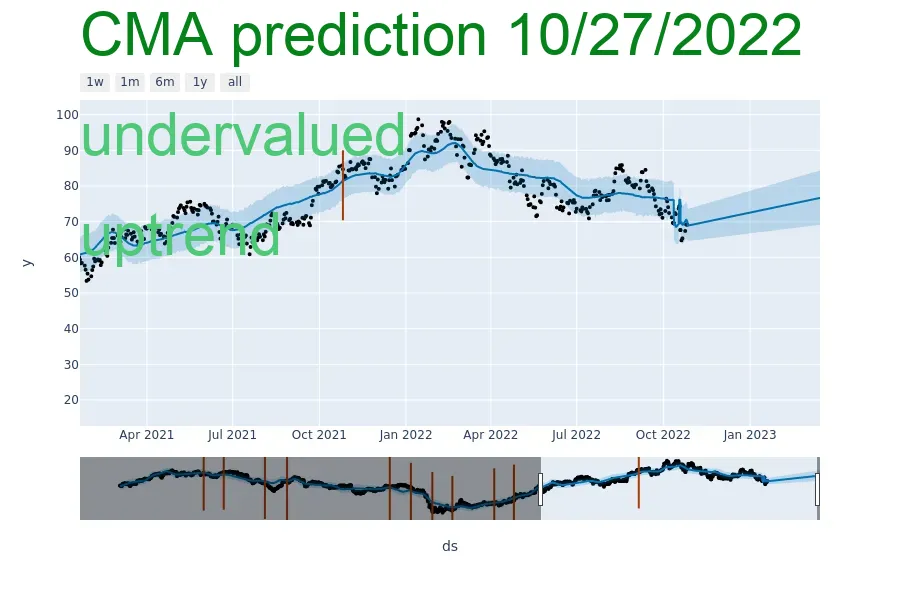 CMA prediction 10/27/2022
1w 1m 6m 1y all
undervalued
uptrend
100
90
80
70
60
50
40
30
20
y
Apr 2021 Jul 2021 Oct 2021 Jan 2022 Apr 2022 Jul 2022 Oct 2022 Jan 2023
ds